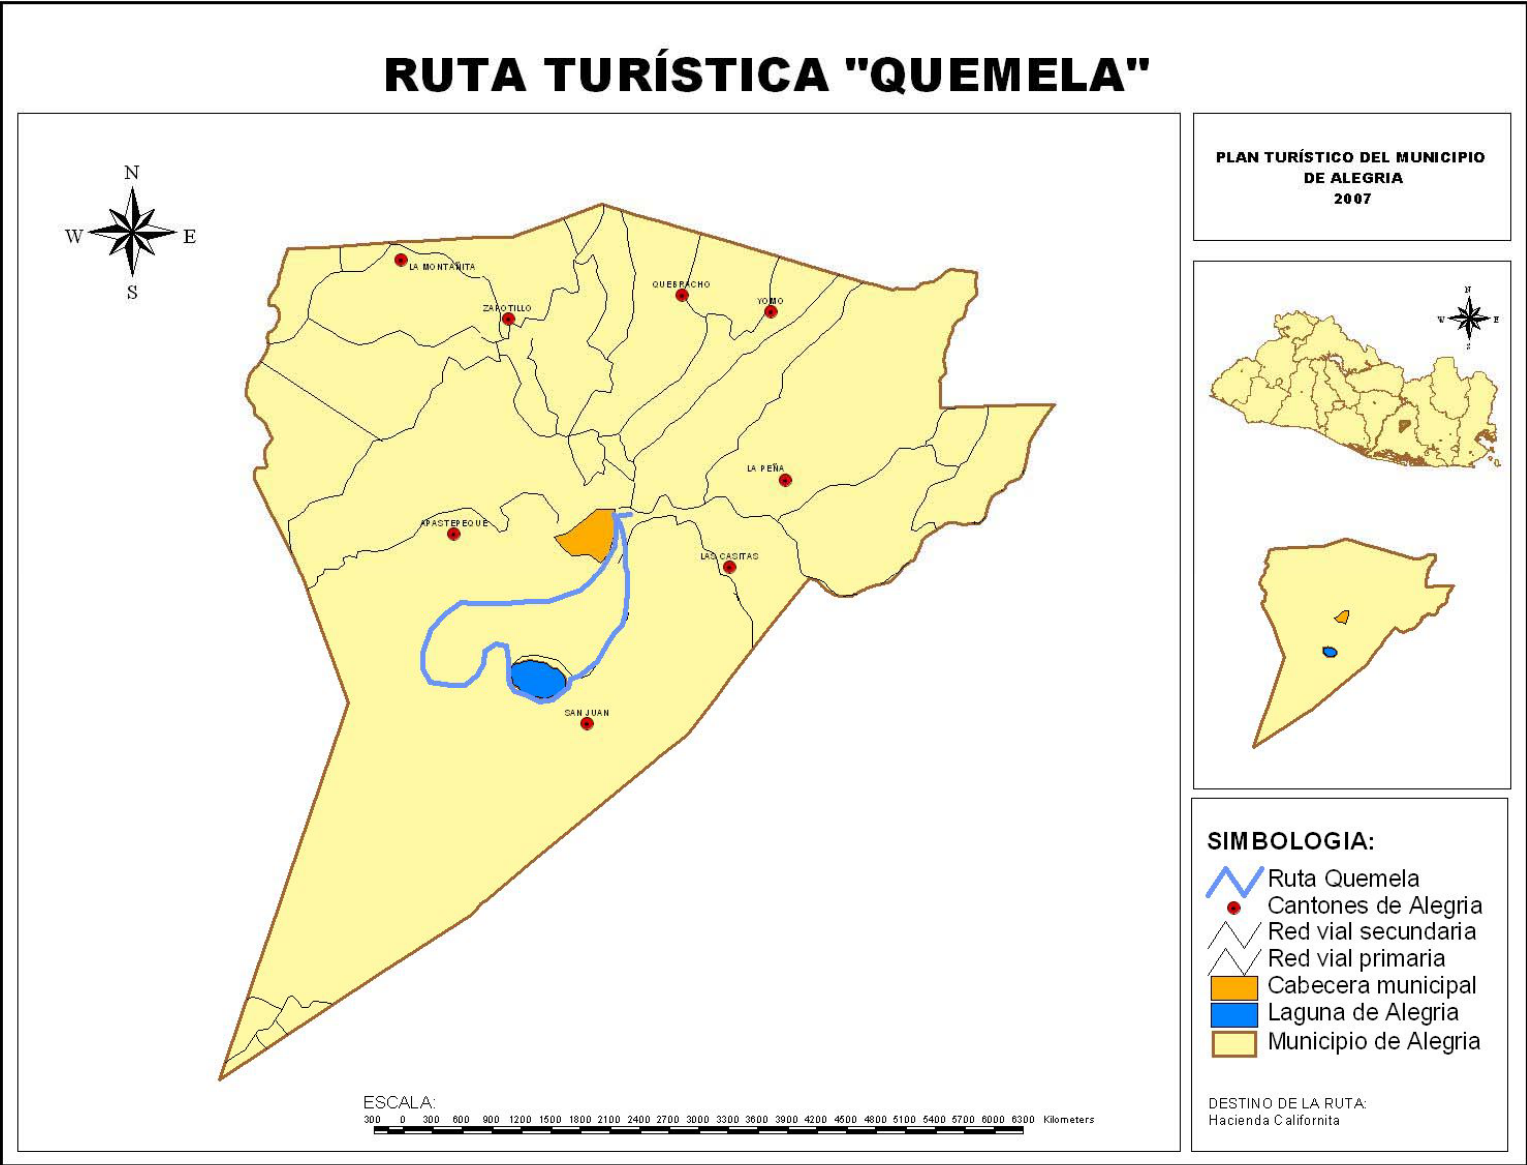 RUTA TURÍSTICA "QUEMELA"
PLAN TURÍSTICO DEL MUNICIPIO
DE ALEGRIA
2007
N
W E
S
LA MONTAÑITA
ZAPOTILLO
QUEBRACHO
YOMO
LA PEÑA
APASTEPEQUE
LAS CASITAS
SAN JUAN
N
W E
S
SIMBOLOGIA:
Ruta Quemela
Cantones de Alegria
Red vial secundaria
Red vial primaria
Cabecera municipal
Laguna de Alegria
Municipio de Alegria
DESTINO DE LA RUTA:
Hacienda Californita
ESCALA:
300 0 300 600 900 1200 1500 1800 2100 2400 2700 3000 3300 3600 3900 4200 4500 4800 5100 5400 5700 6000 6300 Kilometers